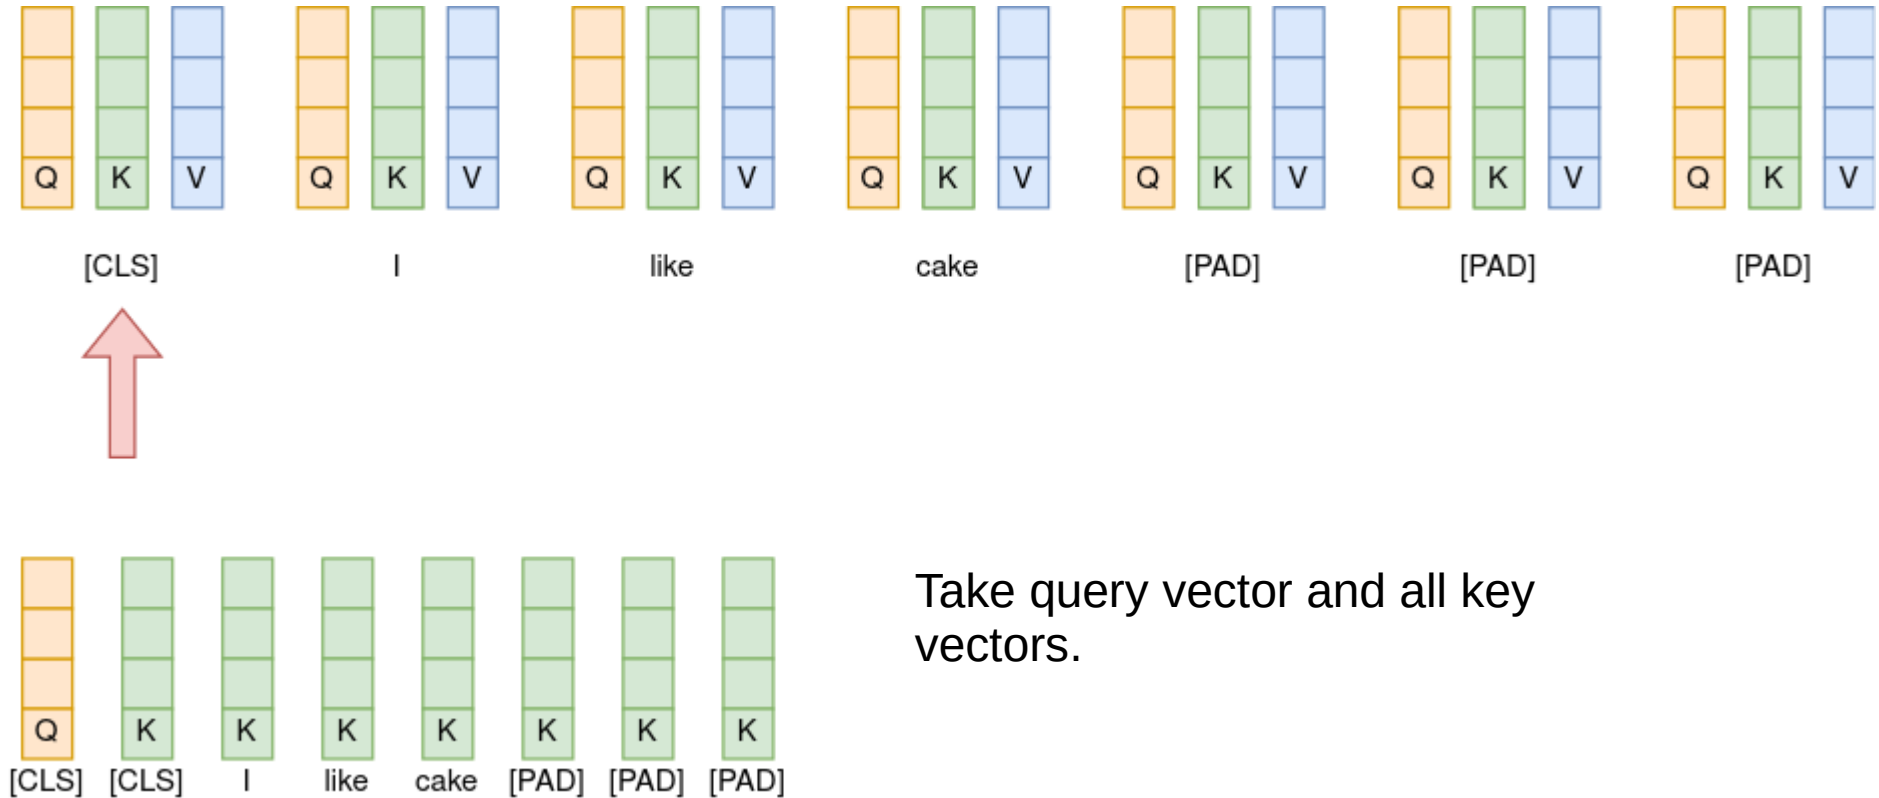 Q K V Q K V Q K V Q K V Q K V Q K V Q K V
[CLS] I like cake [PAD] [PAD] [PAD]
Take query vector and all key
vectors.
Q K K K K K K K
[CLS] [CLS] I like cake [PAD] [PAD] [PAD]